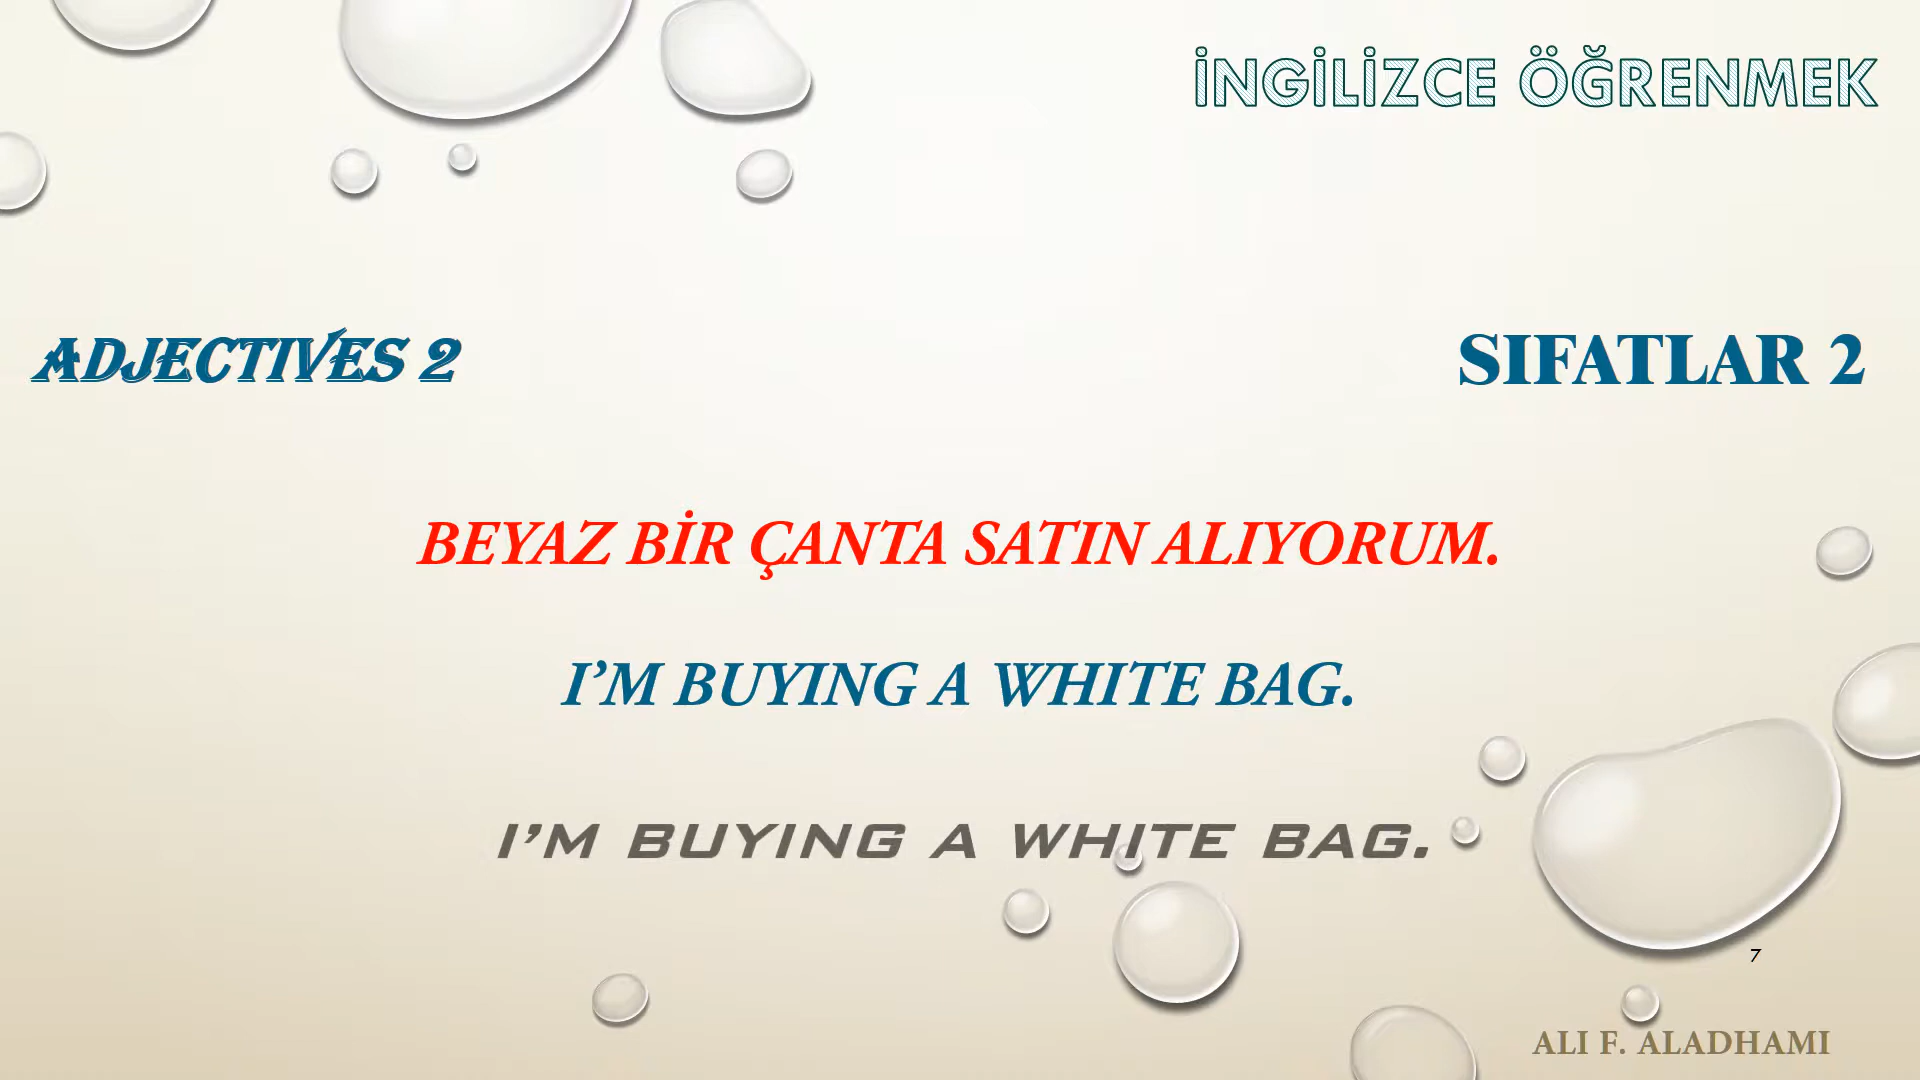 İNGİLİZCE ÖĞRENMEK
ADJECTIVES 2
SIFATLAR 2
BEYAZ BİR ÇANTA SATIN ALIYORUM.
I’M BUYING A WHITE BAG.
I’M BUYING A WHITE BAG.
7
ALI F. ALADHAMI